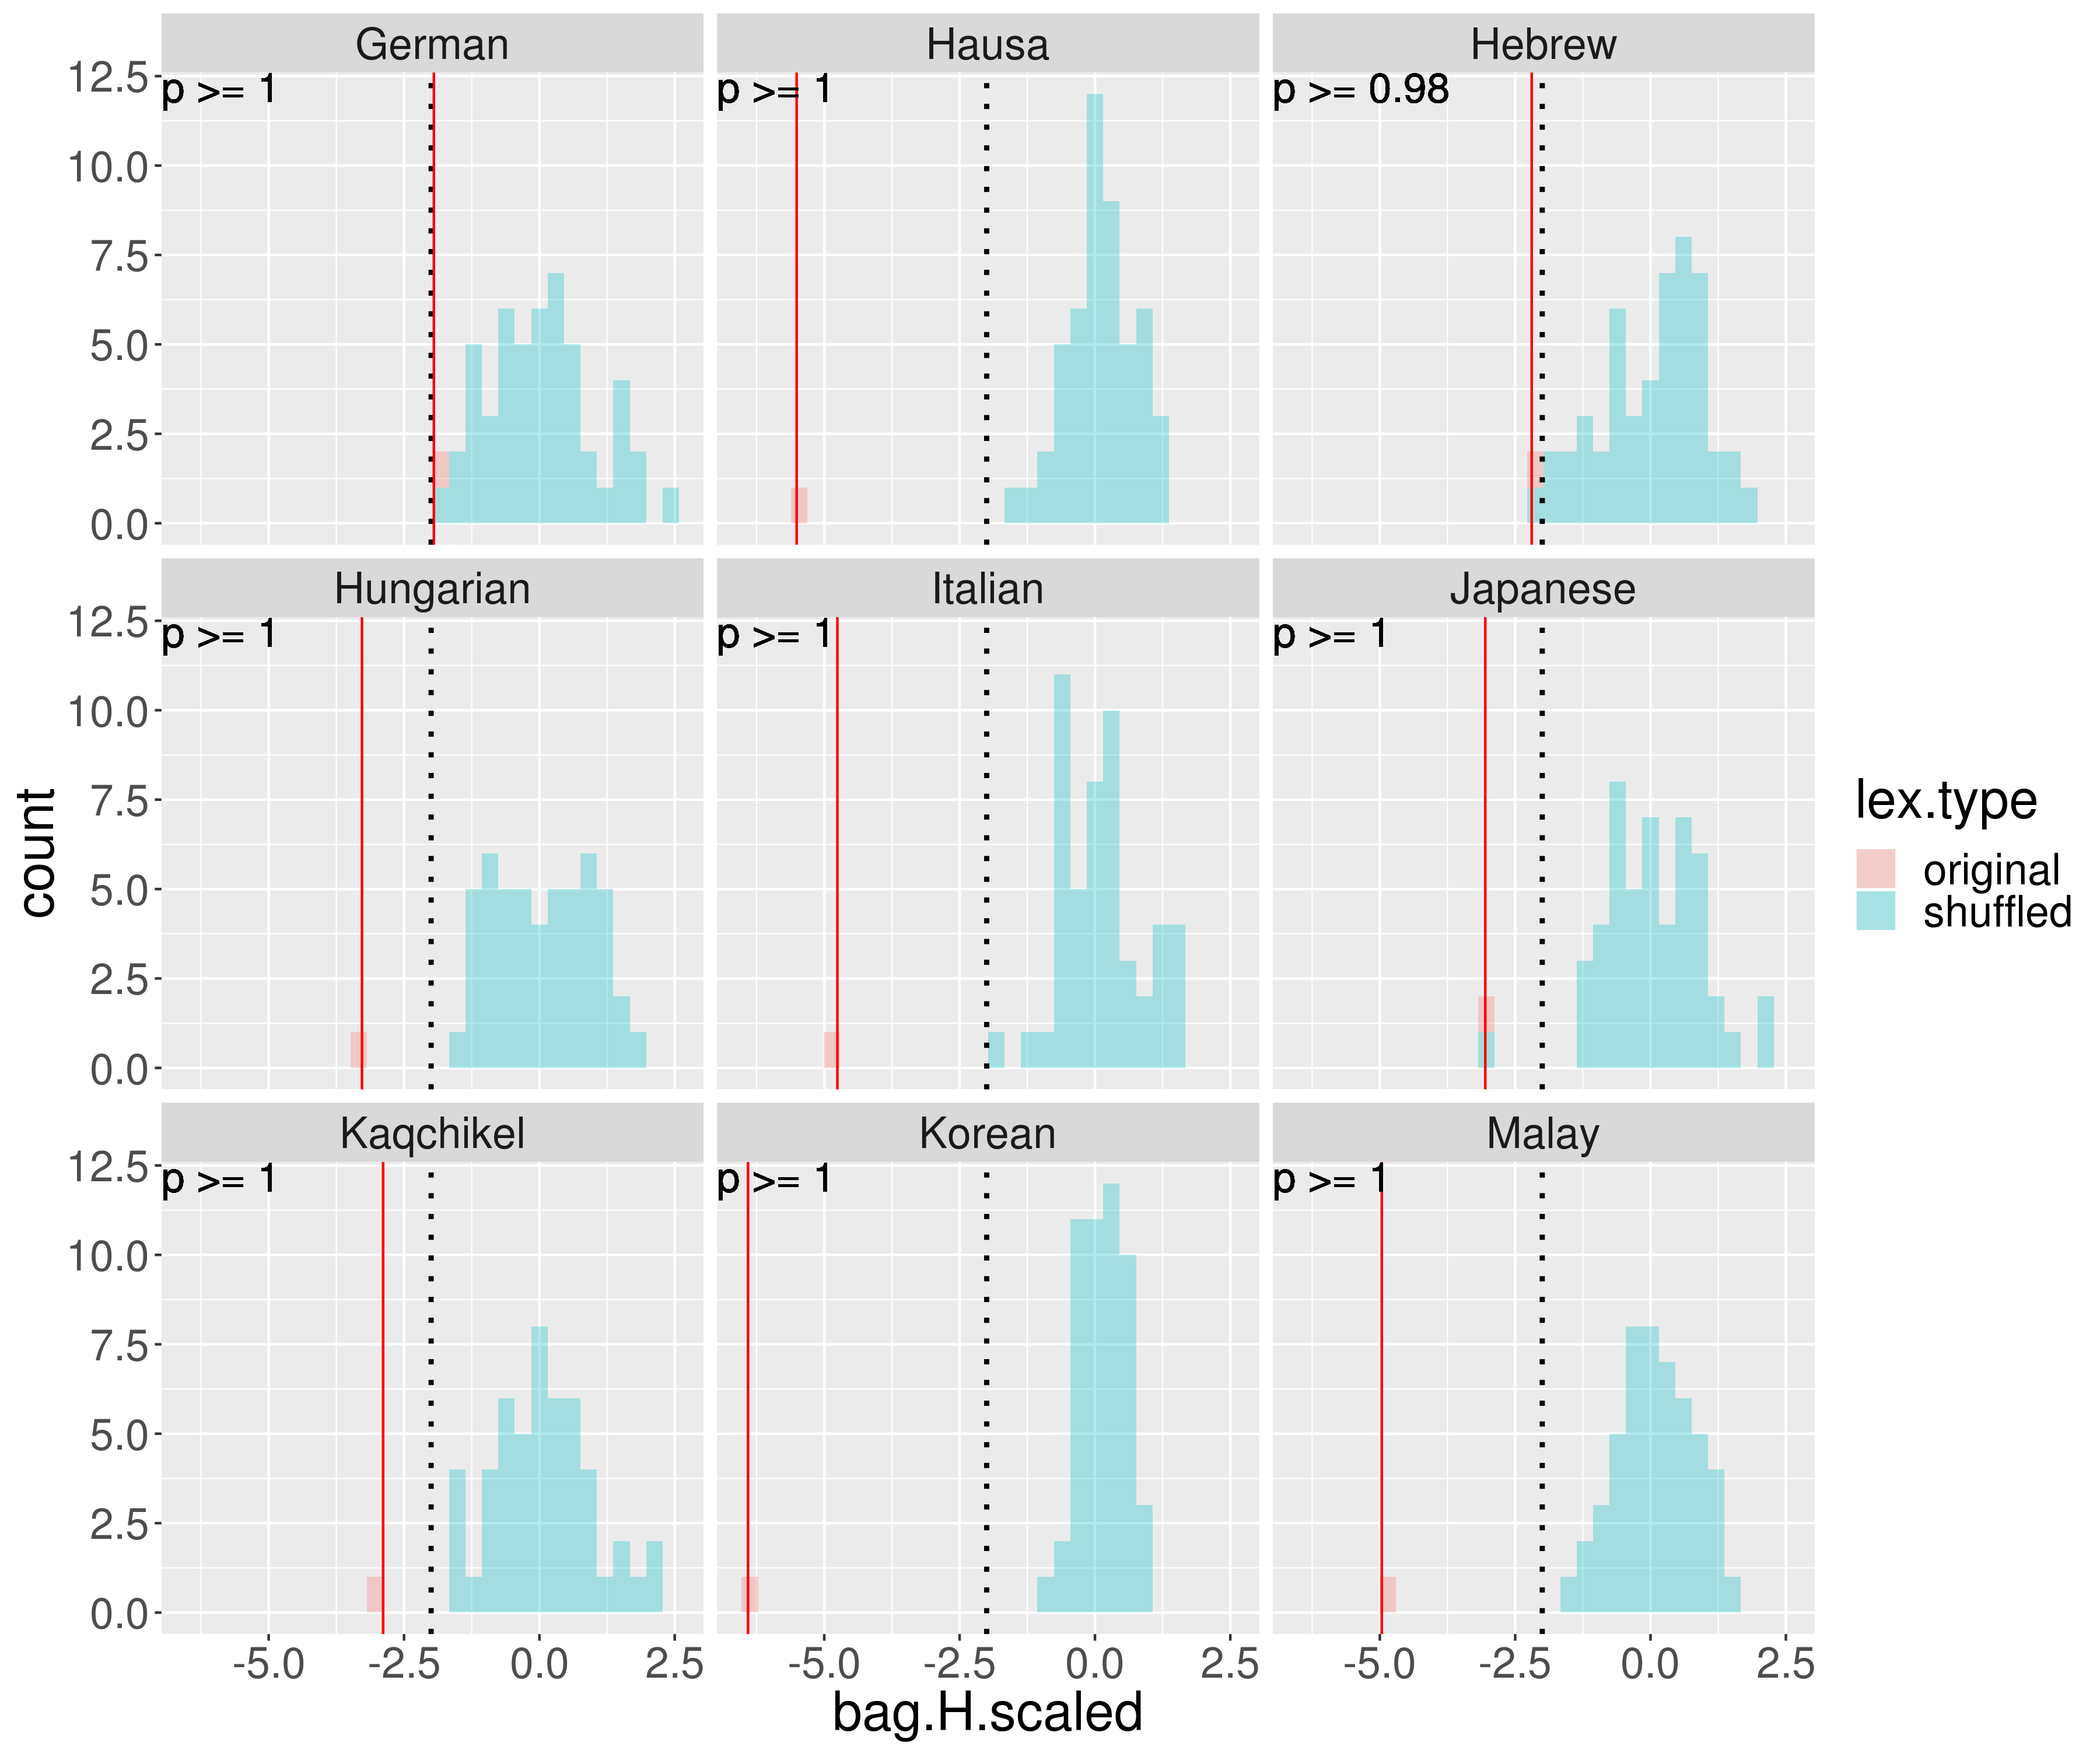 German Hausa Hebrew
12.5 p >= 1 p >= 1 p >= 0.98
10.0
7.5
5.0
2.5
0.0
Hungarian Italian Japanese
12.5 p >= 1 p >= 1 p >= 1
10.0
7.5
5.0
2.5
0.0
count
lex.type
original
shuffled
Kaqchikel Korean Malay
12.5 p >= 1 p >= 1 p >= 1
10.0
7.5
5.0
2.5
0.0
-5.0 -2.5 0.0 2.5 -5.0 -2.5 0.0 2.5 -5.0 -2.5 0.0 2.5
bag.H.scaled